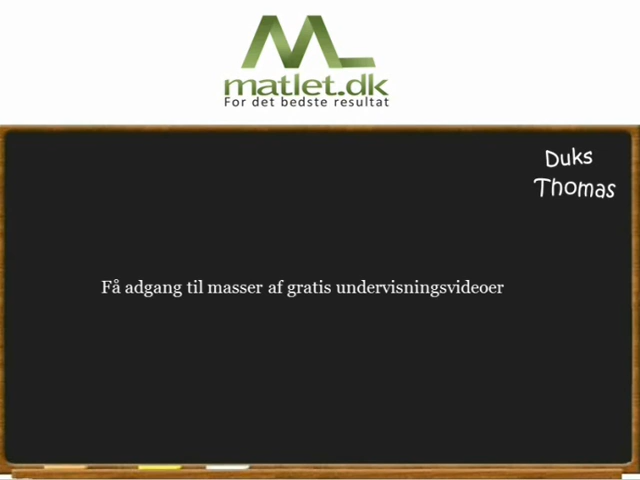 matlet.dk
For det bedste resultat
Duks
Thomas
Få adgang til masser af gratis undervisningsvideoer